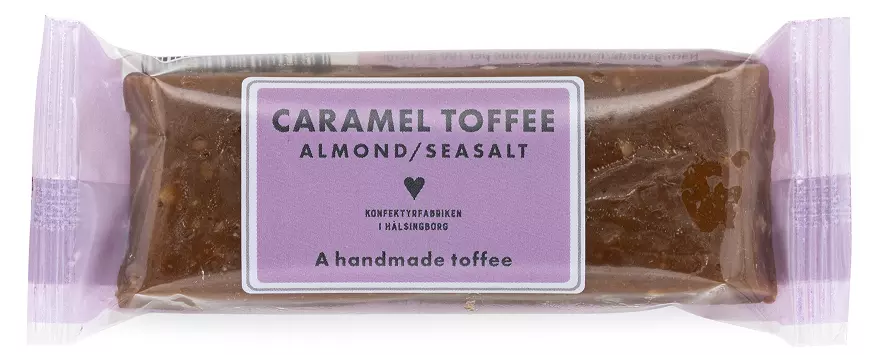 CARAMEL TOFFEE
ALMOND/SEASALT
KONFEKTYRFABRIKEN
I HÄLSINGBORG
A handmade toffee